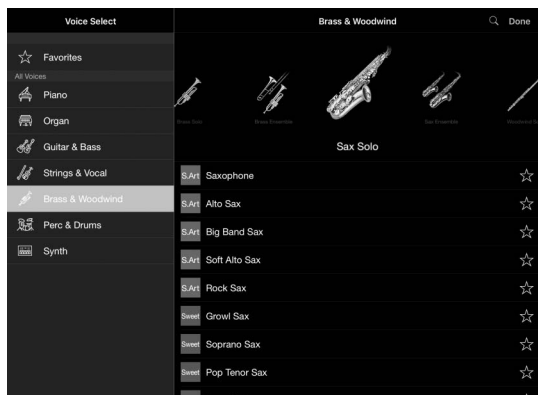 Voice Select
Favorites
All Voices
Piano
Organ
Guitar & Bass
Strings & Vocal
Brass & Woodwind
Perc & Drums
Synth
Brass & Woodwind
Done
Brass Solo
Brass Ensemble
Sax Ensemble
Sax Solo
S.Art Saxophone
S.Art Alto Sax
S.Art Big Band Sax
S.Art Soft Alto Sax
S.Art Rock Sax
Sweet Growl Sax
Sweet Soprano Sax
Sweet Pop Tenor Sax